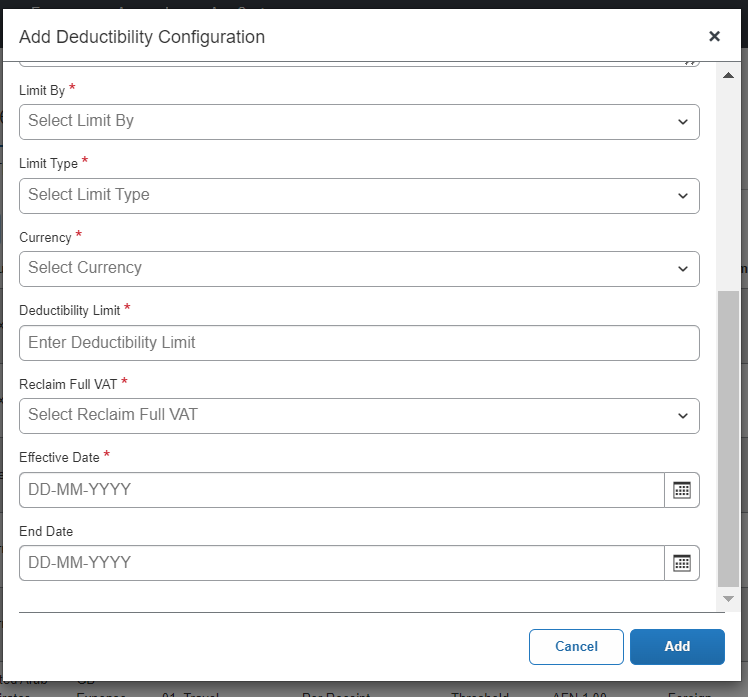 Add Deductibility Configuration
Limit By *
Select Limit By
Limit Type *
Select Limit Type
Currency *
Select Currency
Deductibility Limit *
Enter Deductibility Limit
Reclaim Full VAT *
Select Reclaim Full VAT
Effective Date *
DD-MM-YYYY
End Date
DD-MM-YYYY
Cancel Add